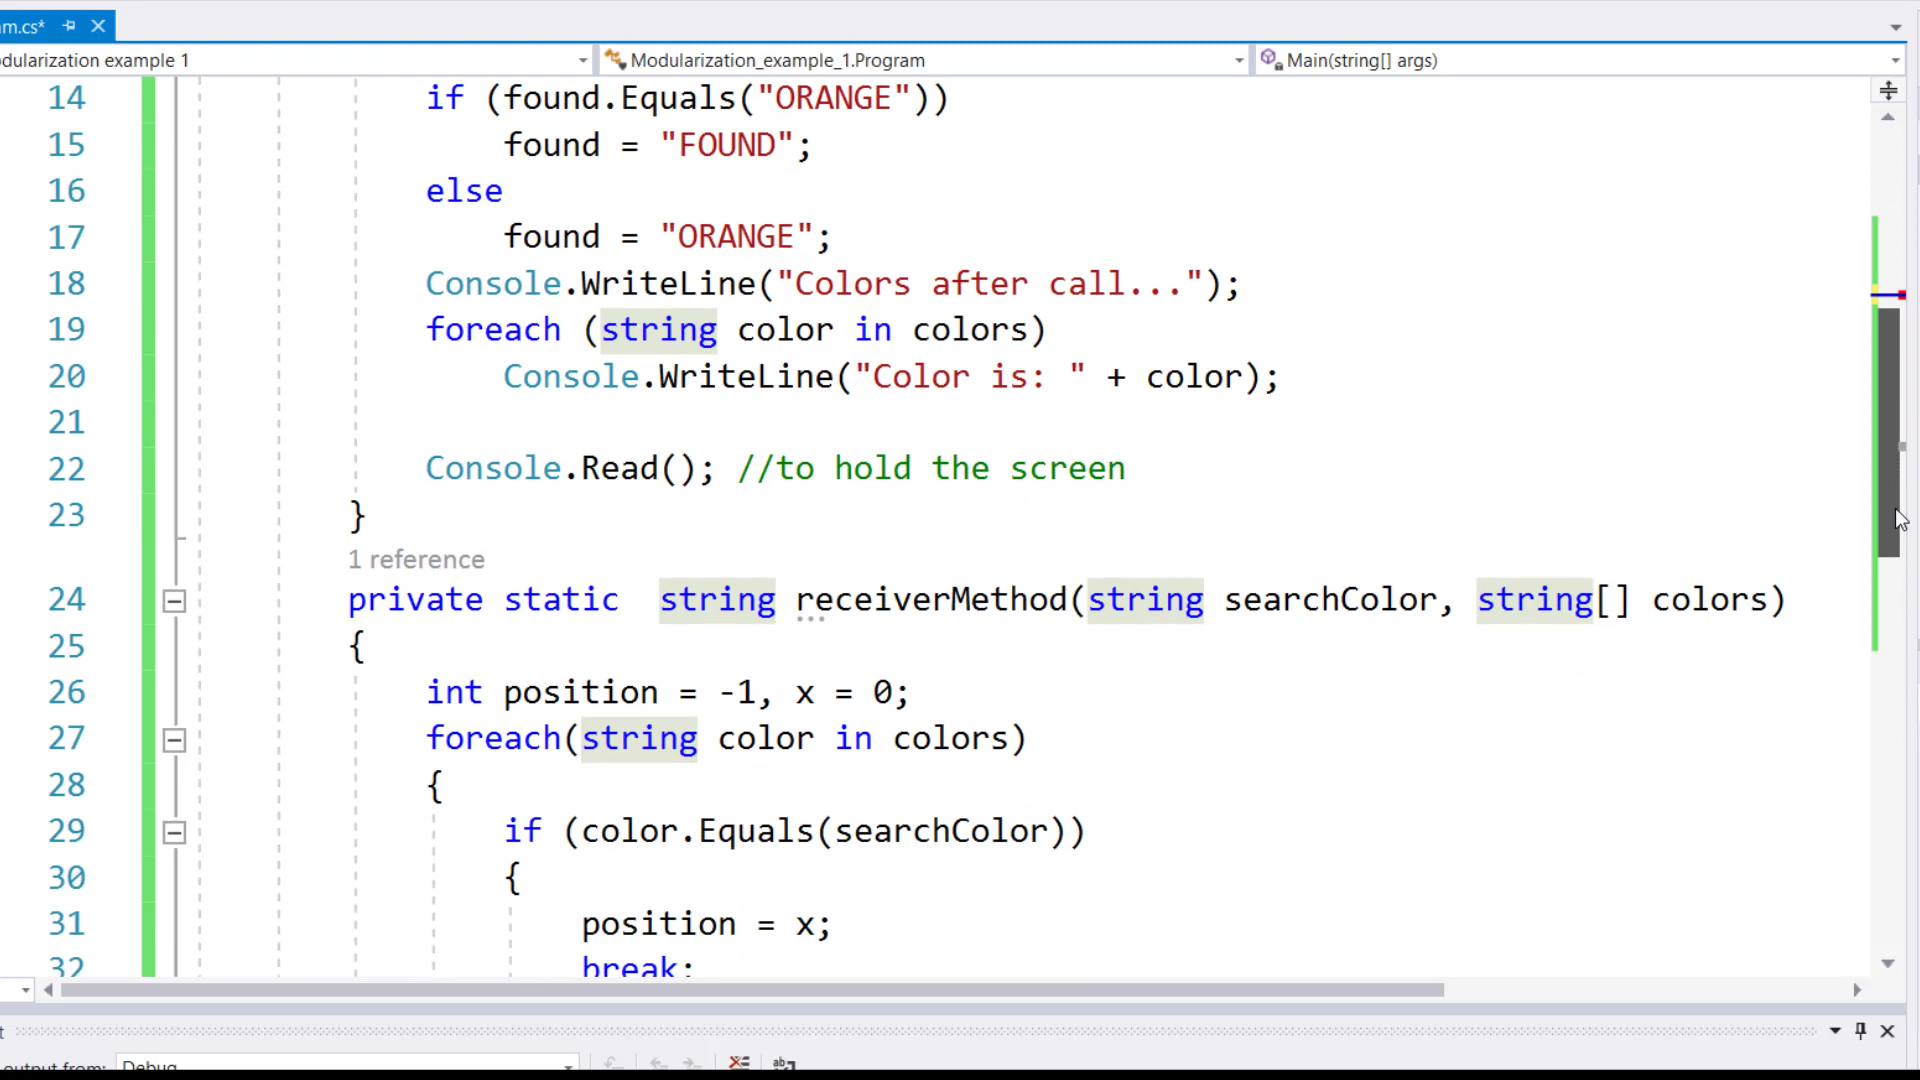 m.cs*
dularization example 1
Modularization_example_1.Program
Main(string[] args)
14 if (found.Equals("ORANGE"))
15 found = "FOUND";
16 else
17 found = "ORANGE";
18 Console.WriteLine("Colors after call...");
19 foreach (string color in colors)
20 Console.WriteLine("Color is: " + color);
21
22 Console.Read(); //to hold the screen
23 }
1 reference
24 private static string receiverMethod(string searchColor, string[] colors)
25 {
26 int position = -1, x = 0;
27 foreach(string color in colors)
28 {
29 if (color.Equals(searchColor))
30 {
31 position = x;
32 break;
t
output from: Debug